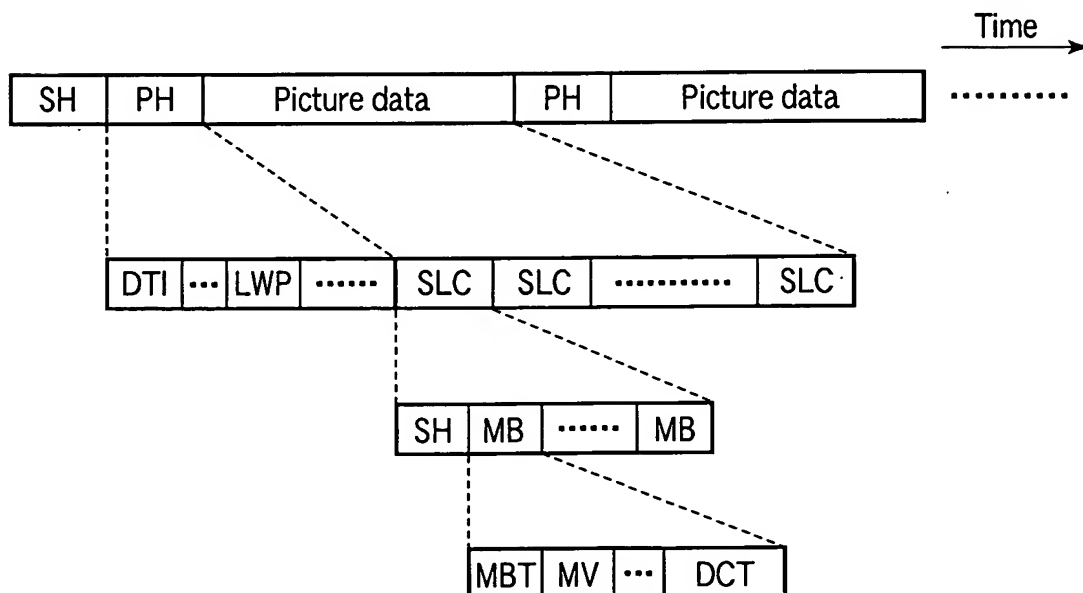 Time
SH PH Picture data PH Picture data ..........
DTI ... LWP ...... SLC SLC ........... SLC
SH MB ...... MB
MBT MV ... DCT